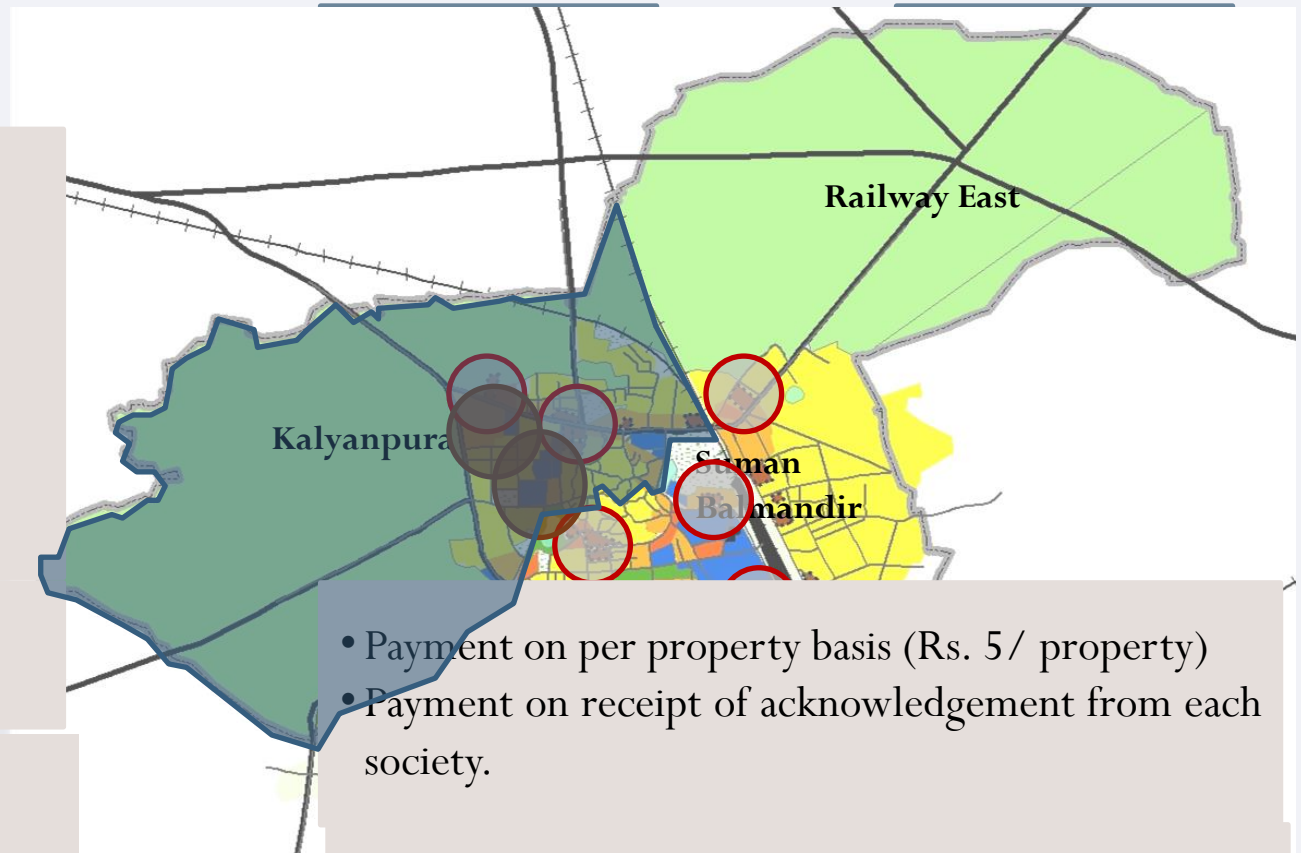 Railway East
Kalyanpura
Suman
Balmandir
• Payment on per property basis (Rs. 5/ property)
• Payment on receipt of acknowledgement from each
society.